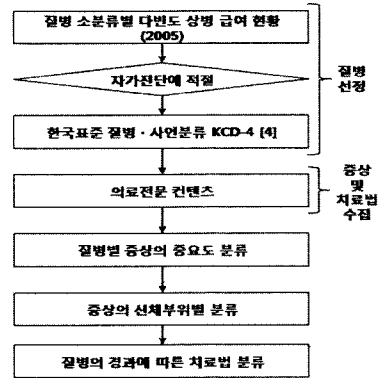 질병 소분류별 다빈도 상병 급여 현황
(2005)
자가진단에 적절
질병
선정
한국표준 질병 · 사인분류 KCD-4 [4]
의료전문 컨텐츠
증상
및
치료법
수집
질병별 증상의 중요도 분류
증상의 신체부위별 분류
질병의 경과에 따른 치료법 분류